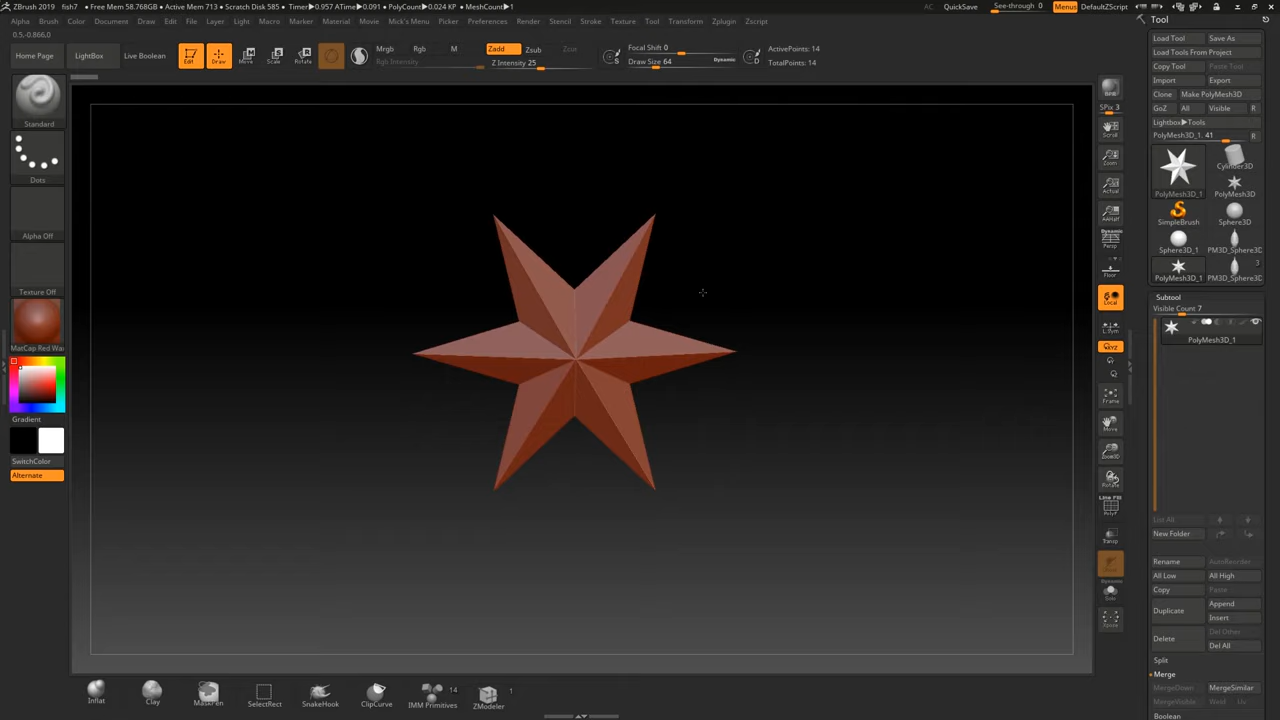 ZBrush 2019 fish7 • Free Mem 58.768GB • Active Mem 713 • Scratch Disk 585 • Timer▶0.957 ATime▶0.091 • PolyCount▶0.024 KP • MeshCount▶1 AC QuickSave See-through 0 Menus DefaultZScript
Alpha Brush Color Document Draw Edit File Layer Light Macro Marker Material Movie Mick's Menu Picker Preferences Render Stencil Stroke Texture Tool Transform Zplugin Zscript
0.5,-0.866,0
Home Page LightBox Live Boolean Edit Draw Move Scale Rotate
Mrgb Rgb M Zadd Zsub Zcut
Rgb Intensity Z Intensity 25
Focal Shift 0
Draw Size 64 Dynamic
ActivePoints: 14
TotalPoints: 14
Standard
Dots
Alpha Off
Texture Off
MatCap Red Wax
Gradient
SwitchColor
Alternate
BPR
SPix 3
Scroll
Zoom
Actual
AAHalf
Dynamic
Persp
Floor
Local
L.Sym
Frame
Move
Zoom3D
Rotate
Line Fill
PolyF
Transp
Dynamic
Solo
Xpose
Tool
Load Tool Save As
Load Tools From Project
Copy Tool Paste Tool
Import Export
Clone Make PolyMesh3D
GoZ All Visible R
Lightbox▶Tools
PolyMesh3D_1. 41 R
PolyMesh3D_1 Cylinder3D
PolyMesh3D
SimpleBrush Sphere3D
Sphere3D_1 PM3D_Sphere3D
3
PolyMesh3D_1 PM3D_Sphere3D
Subtool
Visible Count 7
PolyMesh3D_1
List All
New Folder
Rename AutoReorder
All Low All High
Copy Paste
Duplicate Append
Insert
Delete Del Other
Del All
Split
Merge
MergeDown MergeSimilar
MergeVisible Weld Uv
Boolean
Inflat Clay MaskPen SelectRect SnakeHook ClipCurve IMM Primitives 14 ZModeler 1